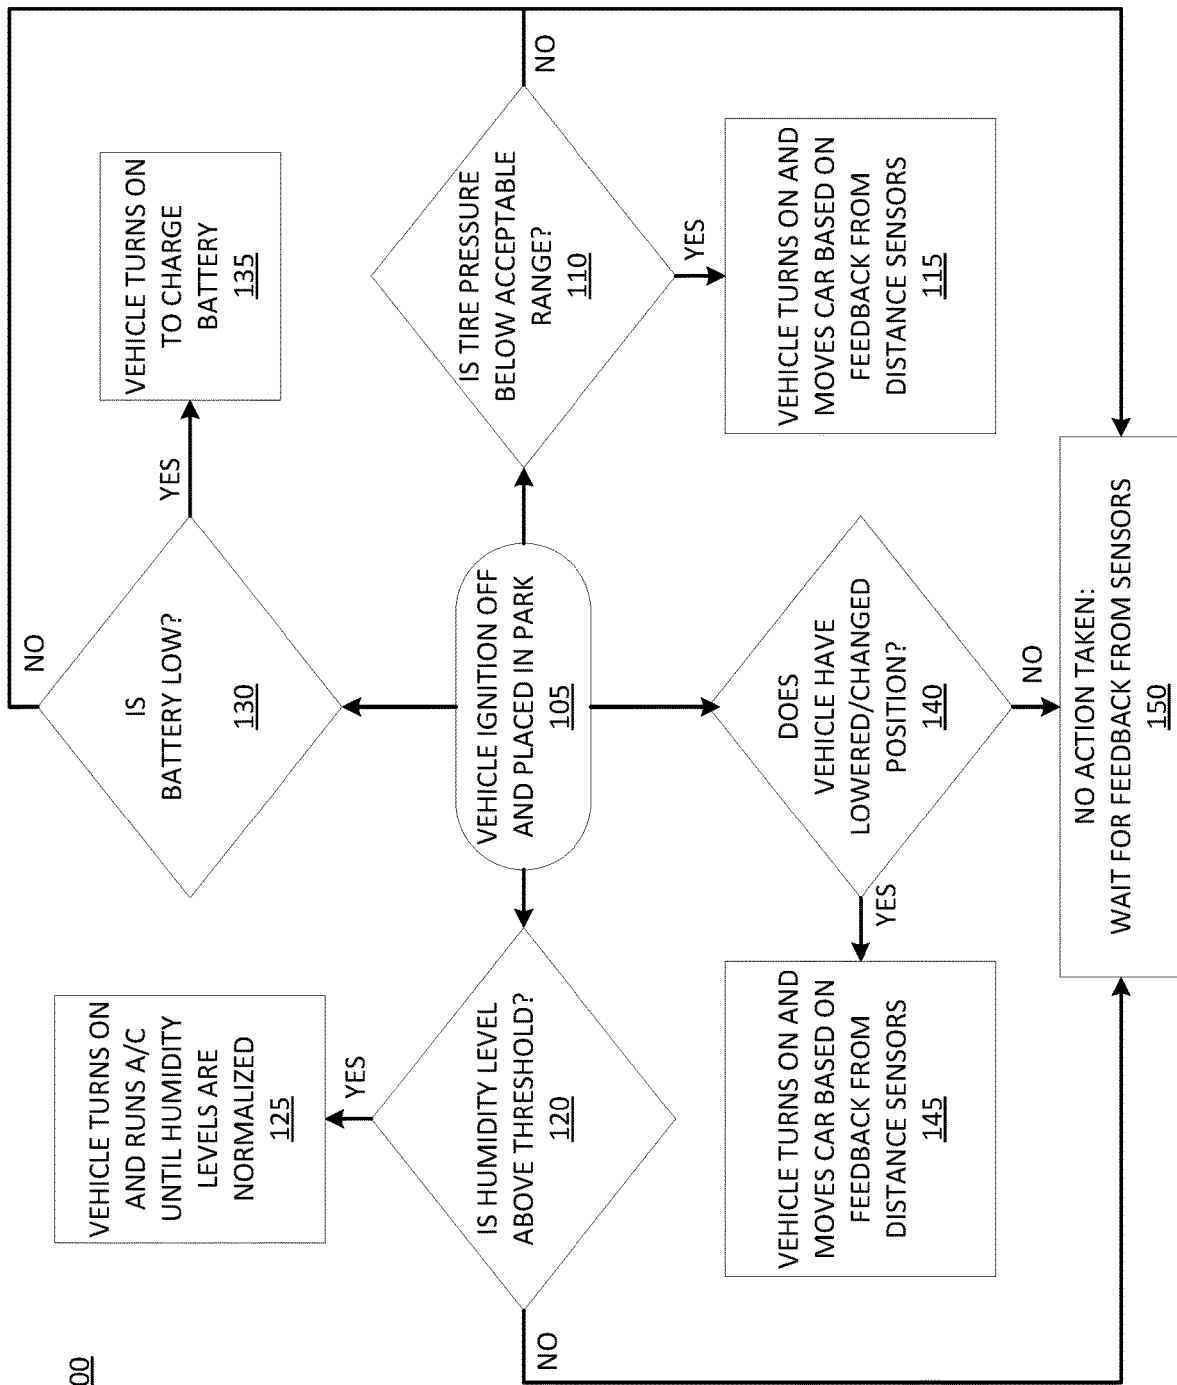 00
VEHICLE TURNS ON
AND RUNS A/C
UNTIL HUMIDITY
LEVELS ARE
NORMALIZED
125
YES
IS HUMIDITY LEVEL
ABOVE THRESHOLD?
120
NO
NO
IS
BATTERY LOW?
130
YES
VEHICLE TURNS ON
TO CHARGE
BATTERY
135
VEHICLE IGNITION OFF
AND PLACED IN PARK
105
IS TIRE PRESSURE
BELOW ACCEPTABLE
RANGE?
110
NO
YES
VEHICLE TURNS ON AND
MOVES CAR BASED ON
FEEDBACK FROM
DISTANCE SENSORS
145
YES
DOES
VEHICLE HAVE
LOWERED/CHANGED
POSITION?
140
NO
VEHICLE TURNS ON AND
MOVES CAR BASED ON
FEEDBACK FROM
DISTANCE SENSORS
115
NO ACTION TAKEN:
WAIT FOR FEEDBACK FROM SENSORS
150